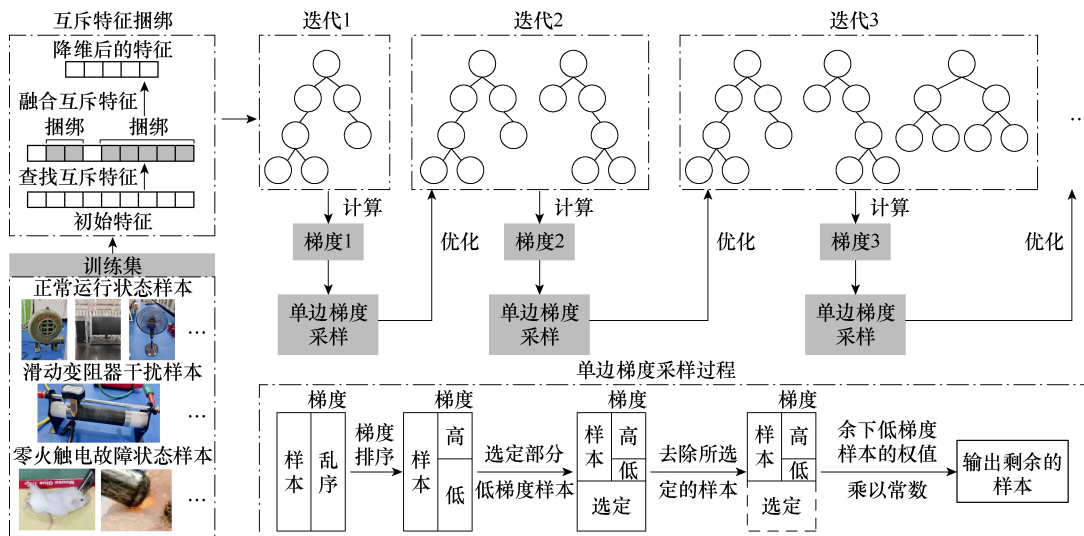 互斥特征捆绑
降维后的特征
融合互斥特征
捆绑
捆绑
查找互斥特征
初始特征
训练集
正常运行状态样本
…
滑动变阻器干扰样本
…
零火触电故障状态样本
…
迭代1
计算
梯度1
单边梯度
采样
优化
迭代2
计算
梯度2
单边梯度
采样
优化
迭代3
计算
梯度3
单边梯度
采样
优化
单边梯度采样过程
梯度
样本
乱序
梯度
排序
梯度
样本
高
低
选定部分
低梯度样本
梯度
样本
高
低
选定
去除所选
定的样本
梯度
样本
高
低
选定
余下低梯度
样本的权值
乘以常数
输出剩余的
样本